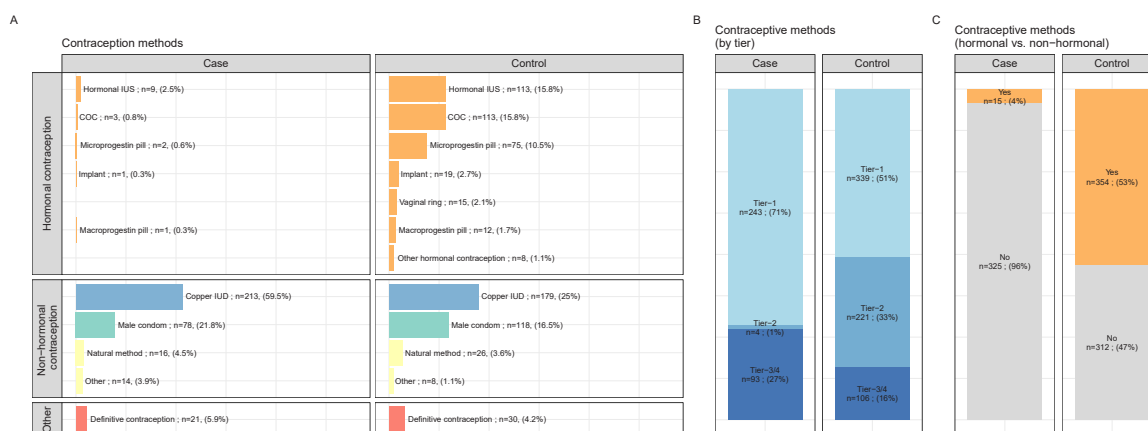 A
Contraception methods
Case
Control
Hormonal contraception
Hormonal IUS ; n=9, (2.5%)
COC ; n=3, (0.8%)
Microprogestin pill ; n=2, (0.6%)
Implant ; n=1, (0.3%)
Macroprogestin pill ; n=1, (0.3%)
Hormonal IUS ; n=113, (15.8%)
COC ; n=113, (15.8%)
Microprogestin pill ; n=75, (10.5%)
Implant ; n=19, (2.7%)
Vaginal ring ; n=15, (2.1%)
Macroprogestin pill ; n=12, (1.7%)
Other hormonal contraception ; n=8, (1.1%)
Non−hormonal
contraception
Copper IUD ; n=213, (59.5%)
Male condom ; n=78, (21.8%)
Natural method ; n=16, (4.5%)
Other ; n=14, (3.9%)
Copper IUD ; n=179, (25%)
Male condom ; n=118, (16.5%)
Natural method ; n=26, (3.6%)
Other ; n=8, (1.1%)
Other
Definitive contraception ; n=21, (5.9%)
Definitive contraception ; n=30, (4.2%)
B
Contraceptive methods
(by tier)
Case
Control
Tier−1
n=243 ; (71%)
Tier−2
n=4 ; (1%)
Tier−3/4
n=93 ; (27%)
Tier−1
n=339 ; (51%)
Tier−2
n=221 ; (33%)
Tier−3/4
n=106 ; (16%)
C
Contraceptive methods
(hormonal vs. non−hormonal)
Case
Control
Yes
n=15 ; (4%)
No
n=325 ; (96%)
Yes
n=354 ; (53%)
No
n=312 ; (47%)